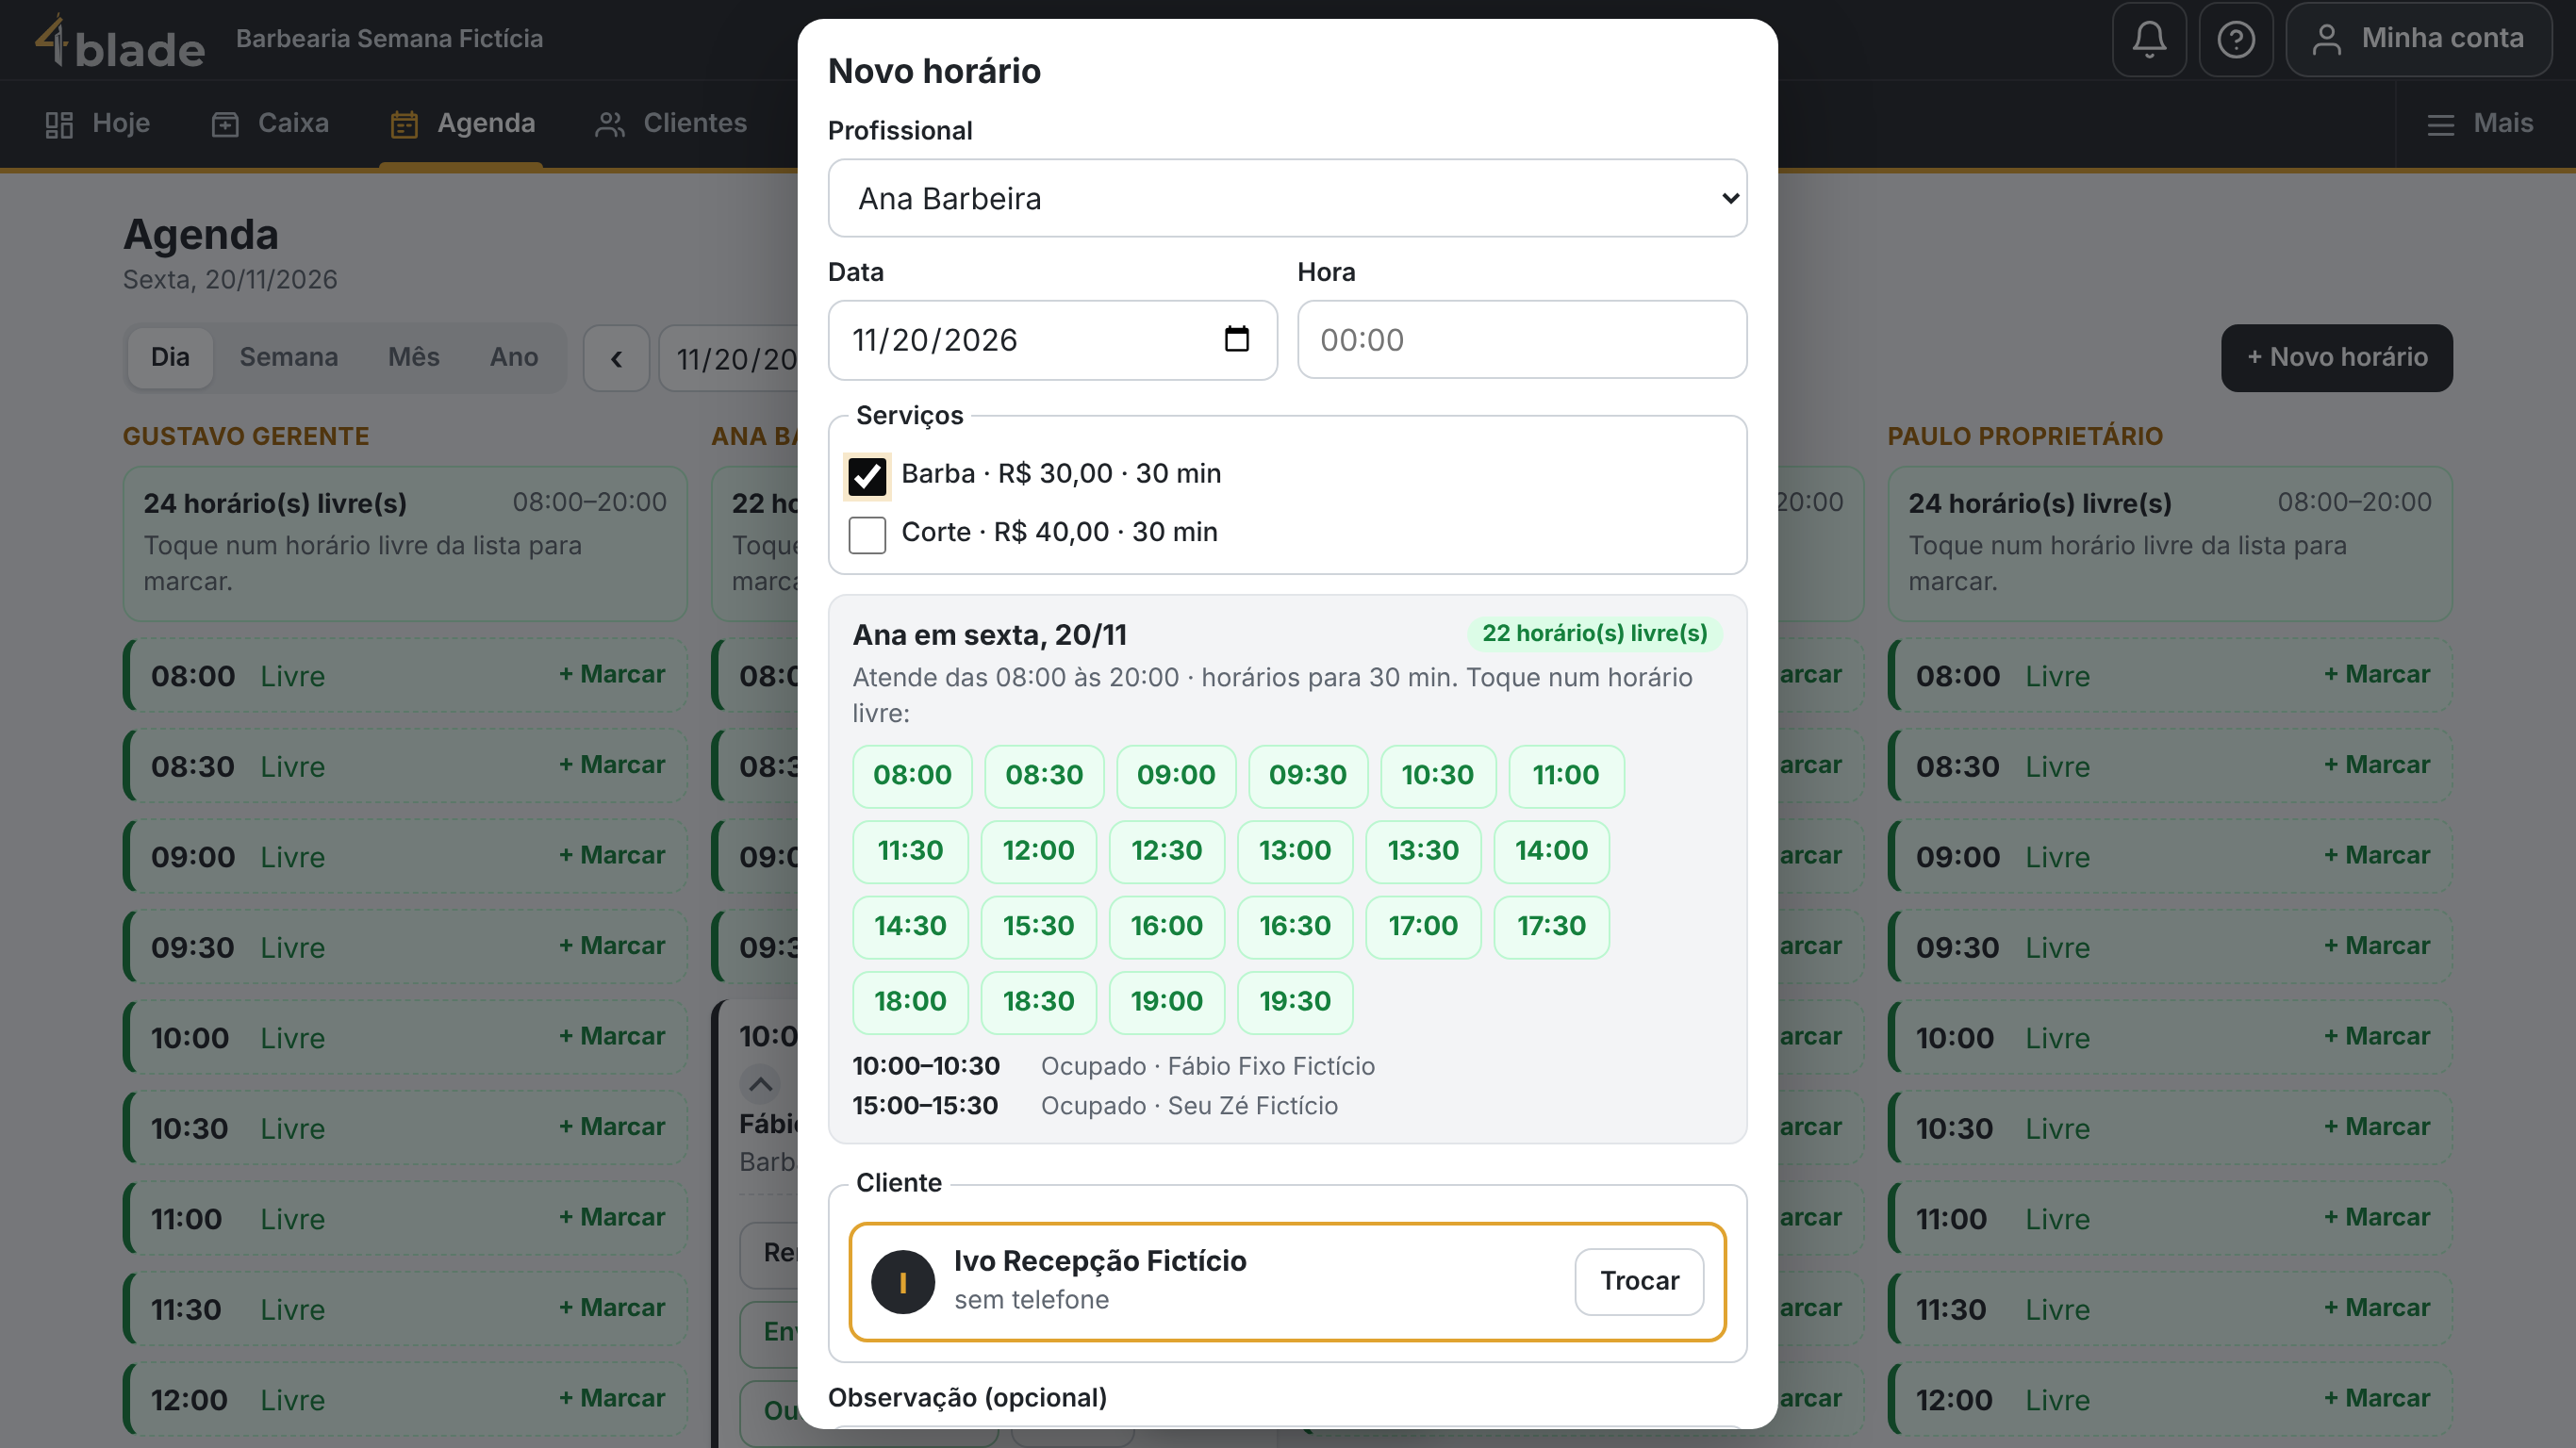 4blade
Barbearia Semana Fictícia
Minha conta
Hoje
Caixa
Agenda
Clientes
Mais
Agenda
Sexta, 20/11/2026
Dia
Semana
Mês
Ano
11/20/20
+ Novo horário
GUSTAVO GERENTE
24 horário(s) livre(s)
08:00–20:00
Toque num horário livre da lista para
marcar.
08:00 Livre + Marcar
08:30 Livre + Marcar
09:00 Livre + Marcar
09:30 Livre + Marcar
10:00 Livre + Marcar
10:30 Livre + Marcar
11:00 Livre + Marcar
11:30 Livre + Marcar
12:00 Livre + Marcar
ANA
Novo horário
Profissional
Ana Barbeira
Data
Hora
11/20/2026
00:00
Serviços
Barba · R$ 30,00 · 30 min
Corte · R$ 40,00 · 30 min
Ana em sexta, 20/11
22 horário(s) livre(s)
Atende das 08:00 às 20:00 · horários para 30 min. Toque num horário
livre:
08:00 08:30 09:00 09:30 10:30 11:00
11:30 12:00 12:30 13:00 13:30 14:00
14:30 15:30 16:00 16:30 17:00 17:30
18:00 18:30 19:00 19:30
10:00–10:30 Ocupado · Fábio Fixo Fictício
15:00–15:30 Ocupado · Seu Zé Fictício
Cliente
I
Ivo Recepção Fictício
sem telefone
Trocar
Observação (opcional)
PAULO PROPRIETÁRIO
24 horário(s) livre(s)
08:00–20:00
Toque num horário livre da lista para
marcar.
08:00 Livre + Marcar
08:30 Livre + Marcar
09:00 Livre + Marcar
09:30 Livre + Marcar
10:00 Livre + Marcar
10:30 Livre + Marcar
11:00 Livre + Marcar
11:30 Livre + Marcar
12:00 Livre + Marcar